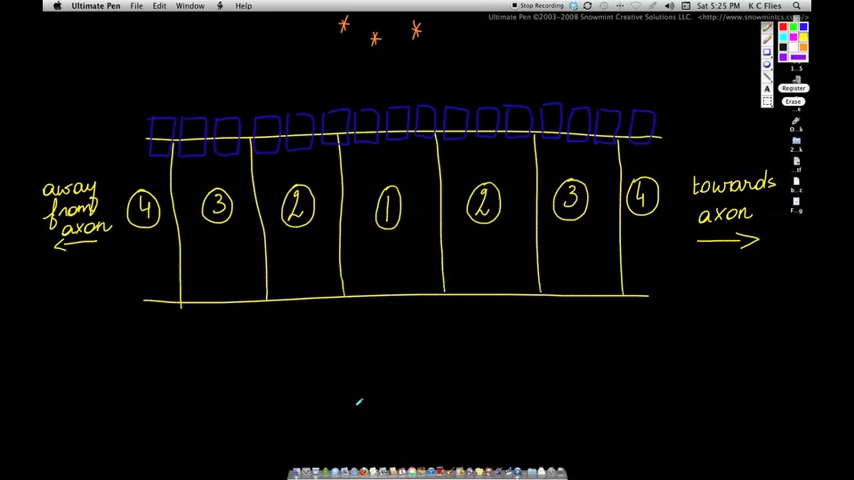 Ultimate Pen File Edit Window Help
Stop Recording Sat 5:25 PM K C Flies
Ultimate Pen ©2003-2008 Snowmint Creative Solutions LLC. <http://www.snowmintcs.com/>
Register
A Erase
away
from
axon
4 3 2 1 2 3 4
towards
axon